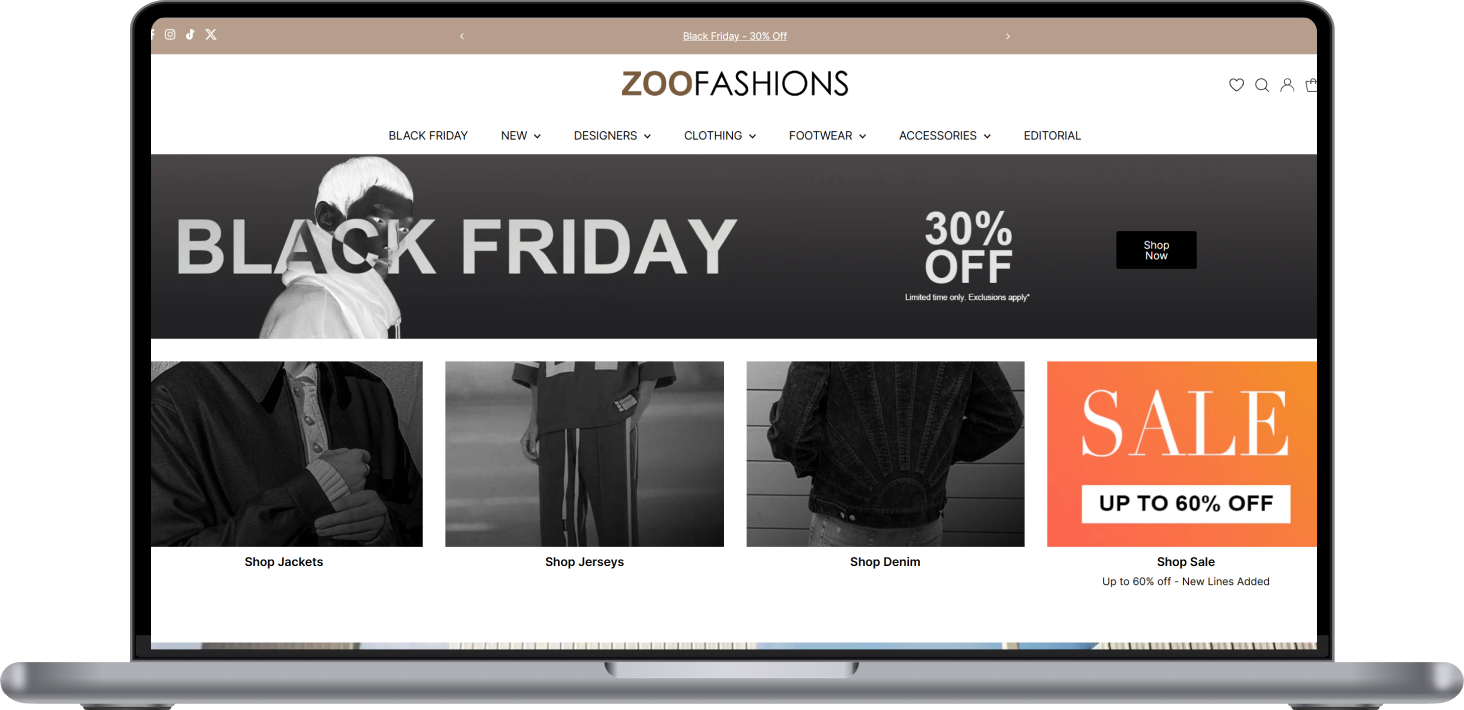 Black Friday - 30% Off
ZOOFASHIONS
BLACK FRIDAY NEW DESIGNERS CLOTHING FOOTWEAR ACCESSORIES EDITORIAL
BLACK FRIDAY
30%
OFF
Limited time only. Exclusions apply*
Shop
Now
SALE
UP TO 60% OFF
Shop Jackets
Shop Jerseys
Shop Denim
Shop Sale
Up to 60% off - New Lines Added